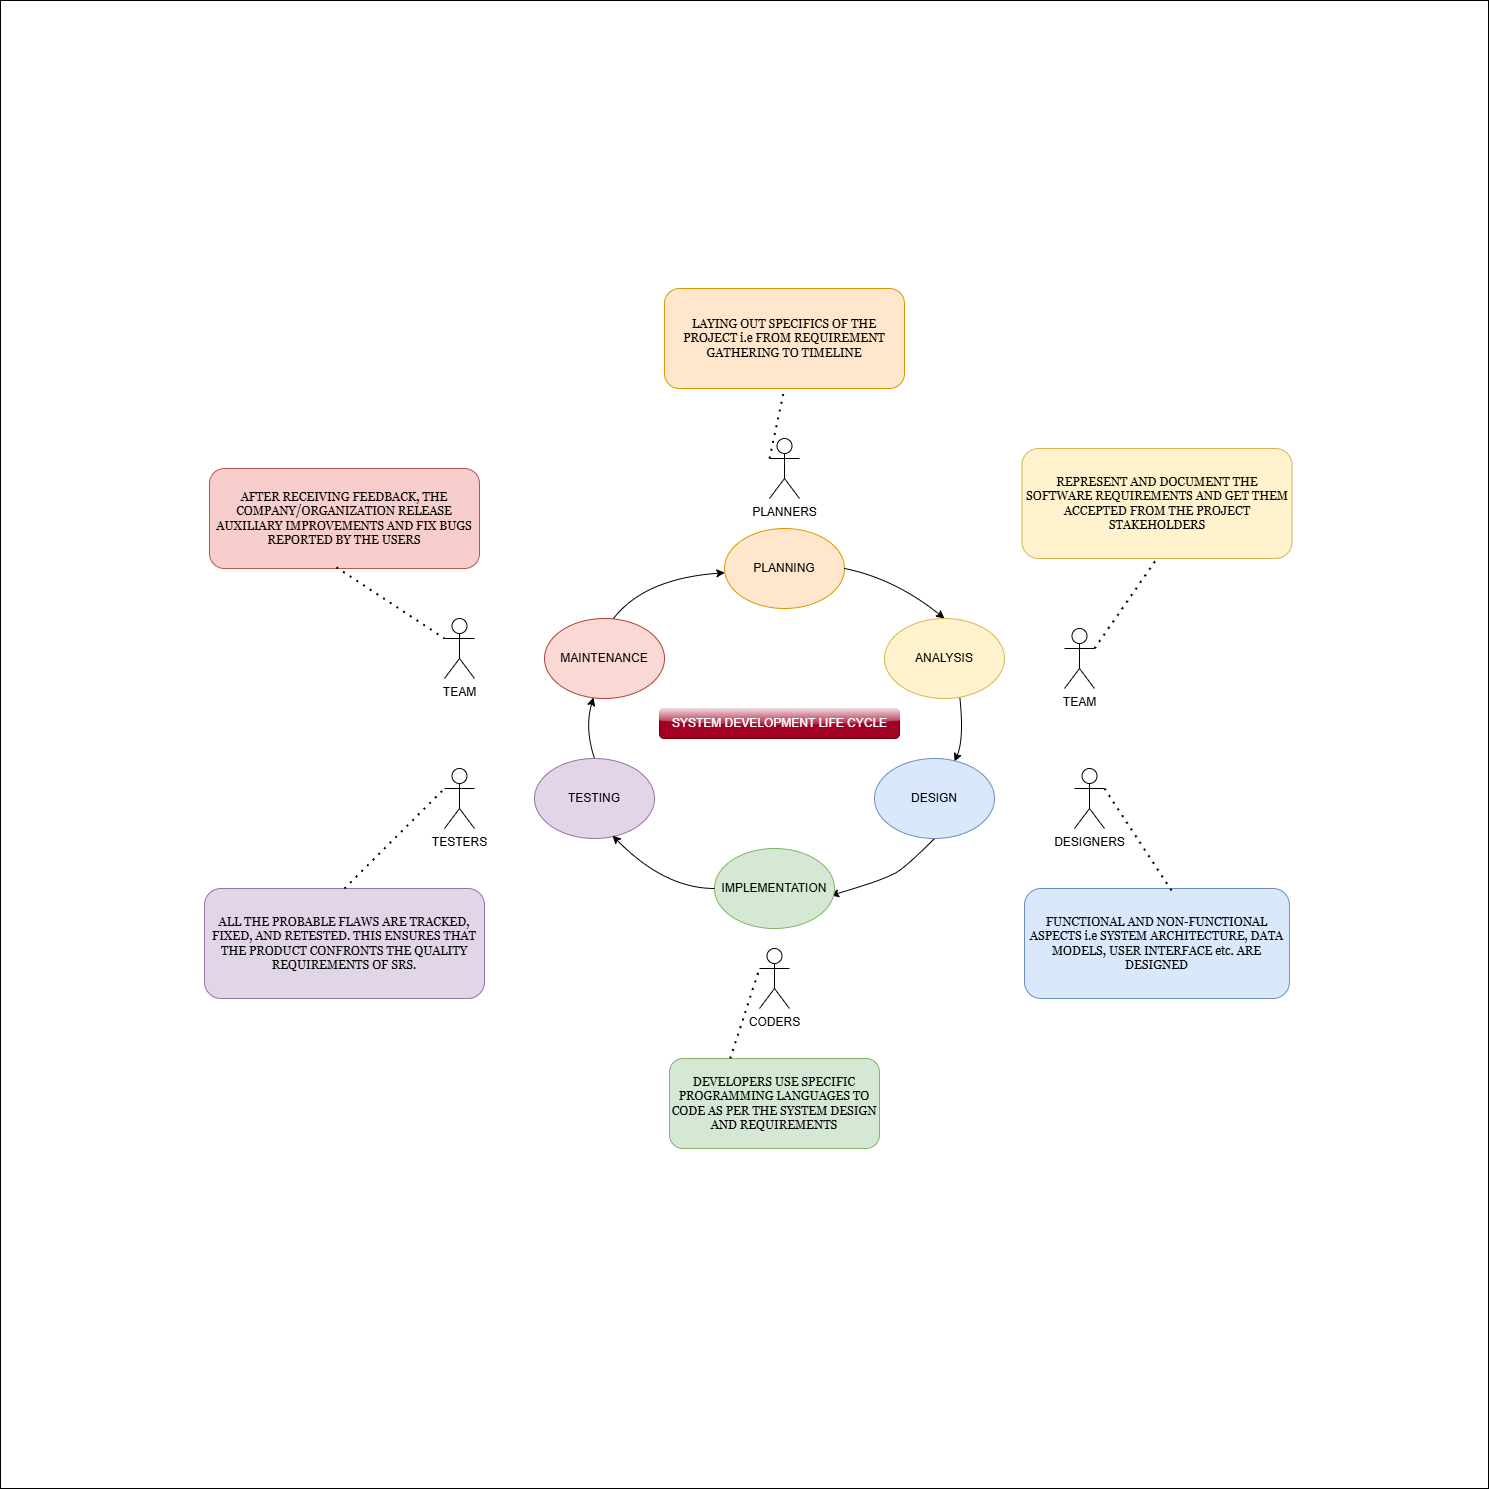 LAYING OUT SPECIFICS OF THE
PROJECT i.e FROM REQUIREMENT
GATHERING TO TIMELINE
PLANNERS
PLANNING
AFTER RECEIVING FEEDBACK, THE
COMPANY/ORGANIZATION RELEASE
AUXILIARY IMPROVEMENTS AND FIX BUGS
REPORTED BY THE USERS
TEAM
MAINTENANCE
REPRESENT AND DOCUMENT THE
SOFTWARE REQUIREMENTS AND GET THEM
ACCEPTED FROM THE PROJECT
STAKEHOLDERS
TEAM
ANALYSIS
SYSTEM DEVELOPMENT LIFE CYCLE
TESTING
TESTERS
DESIGN
DESIGNERS
IMPLEMENTATION
ALL THE PROBABLE FLAWS ARE TRACKED,
FIXED, AND RETESTED. THIS ENSURES THAT
THE PRODUCT CONFRONTS THE QUALITY
REQUIREMENTS OF SRS.
FUNCTIONAL AND NON-FUNCTIONAL
ASPECTS i.e SYSTEM ARCHITECTURE, DATA
MODELS, USER INTERFACE etc. ARE
DESIGNED
CODERS
DEVELOPERS USE SPECIFIC
PROGRAMMING LANGUAGES TO
CODE AS PER THE SYSTEM DESIGN
AND REQUIREMENTS